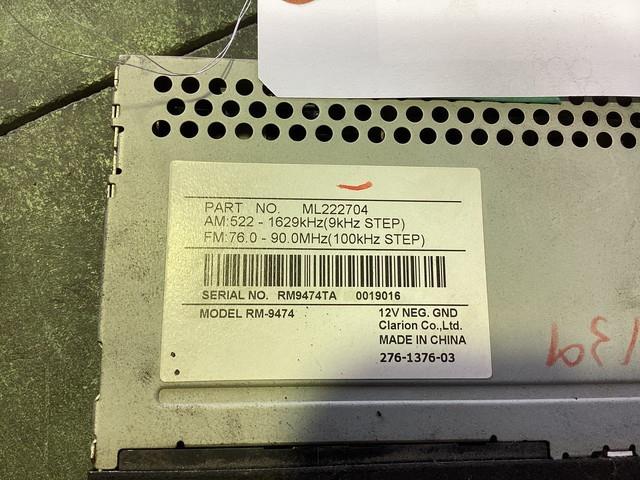 PART NO. ML222704
AM:522 - 1629kHz(9kHz STEP)
FM:76.0 - 90.0MHz(100kHz STEP)
SERIAL NO. RM9474TA 0019016
MODEL RM-9474
12V NEG. GND
Clarion Co.,Ltd.
MADE IN CHINA
276-1376-03